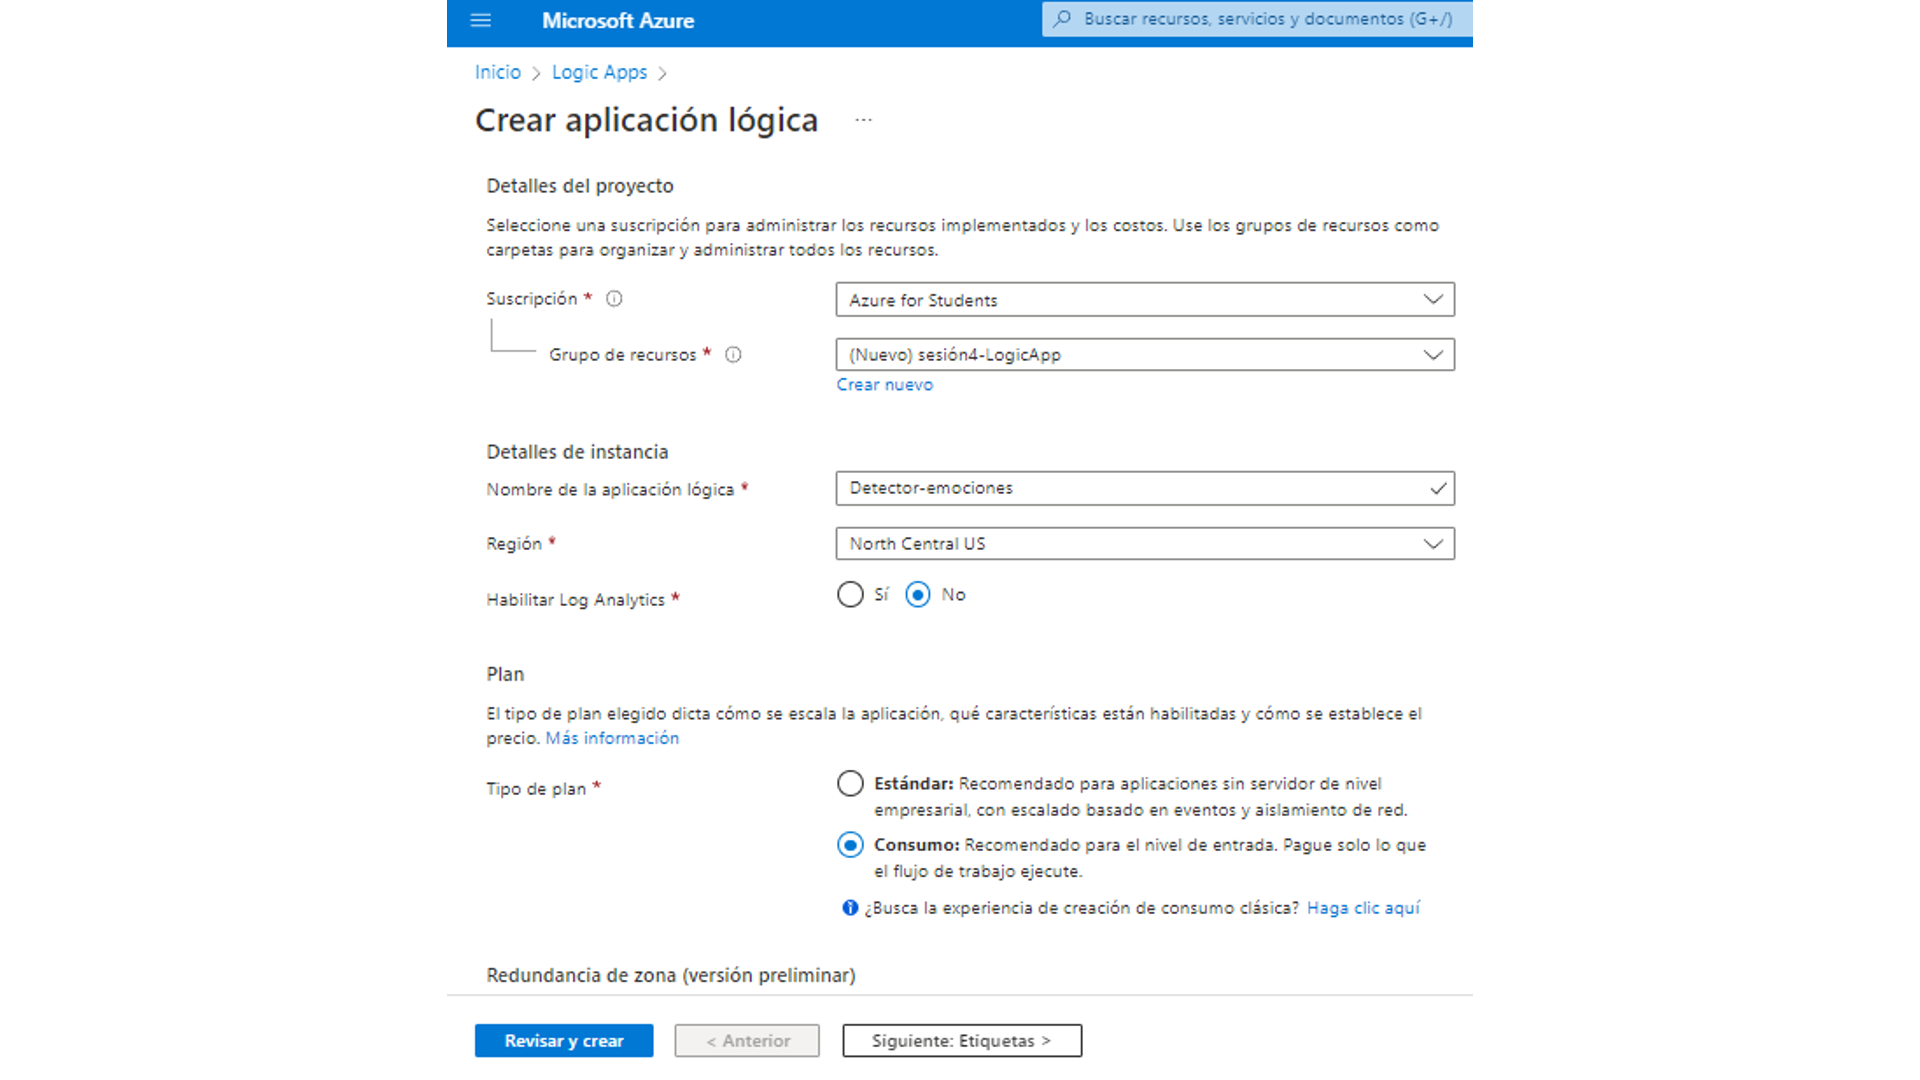 Microsoft Azure
Buscar recursos, servicios y documentos (G+/)
Inicio > Logic Apps >
Crear aplicación lógica ...
Detalles del proyecto
Seleccione una suscripción para administrar los recursos implementados y los costos. Use los grupos de recursos como
carpetas para organizar y administrar todos los recursos.
Suscripción *
Azure for Students
Grupo de recursos *
(Nuevo) sesión4-LogicApp
Crear nuevo
Detalles de instancia
Nombre de la aplicación lógica *
Detector-emociones
Región *
North Central US
Habilitar Log Analytics *
Sí No
Plan
El tipo de plan elegido dicta cómo se escala la aplicación, qué características están habilitadas y cómo se establece el
precio. Más información
Tipo de plan *
Estándar: Recomendado para aplicaciones sin servidor de nivel
empresarial, con escalado basado en eventos y aislamiento de red.
Consumo: Recomendado para el nivel de entrada. Pague solo lo que
el flujo de trabajo ejecute.
¿Busca la experiencia de creación de consumo clásica? Haga clic aquí
Redundancia de zona (versión preliminar)
Revisar y crear
< Anterior
Siguiente: Etiquetas >